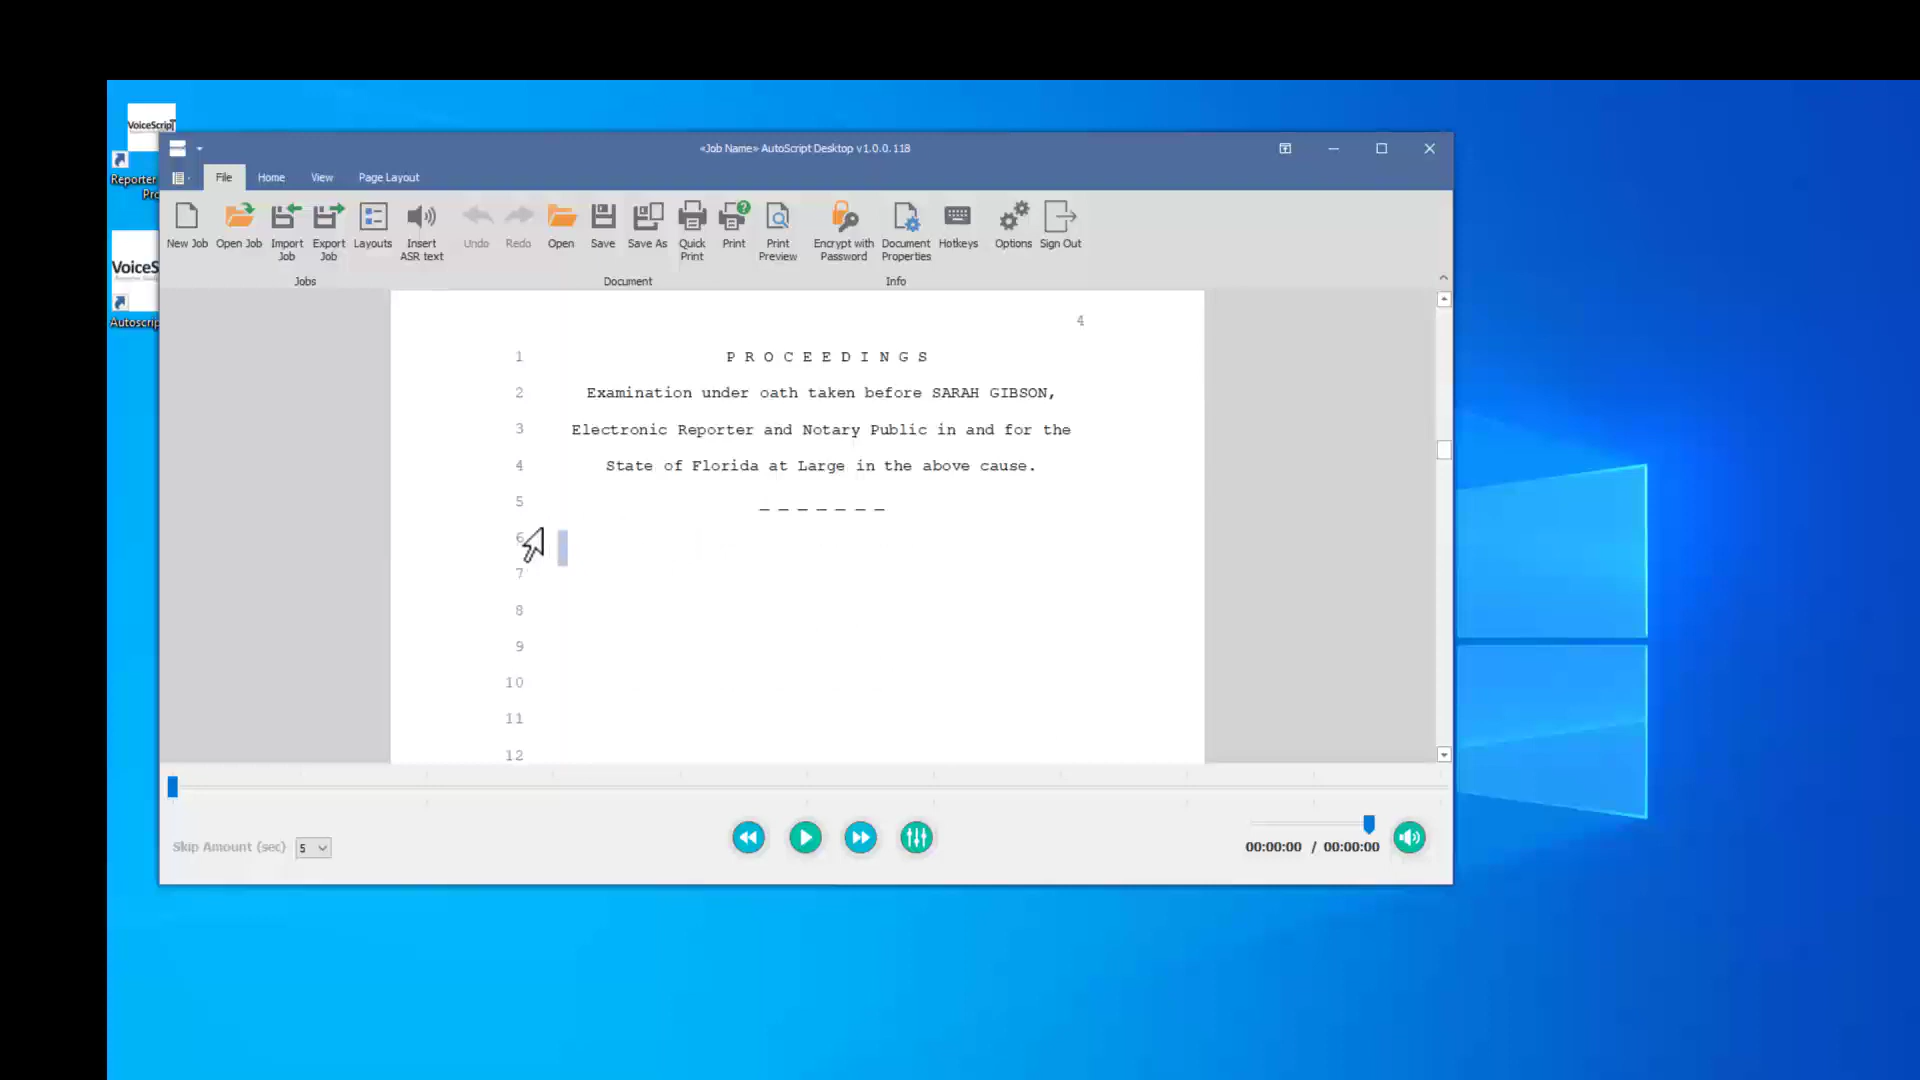 VoiceScript
Reporter
Pro
VoiceS
Autoscrip
<Job Name> AutoScript Desktop v1.0.0.118
File Home View Page Layout
New Job Open Job Import Job Export Job Layouts Insert ASR text Undo Redo Open Save Save As Quick Print Print Print Preview Encrypt with Password Document Properties Hotkeys Options Sign Out
Jobs Document Info
4
1 P R O C E E D I N G S
2 Examination under oath taken before SARAH GIBSON,
3 Electronic Reporter and Notary Public in and for the
4 State of Florida at Large in the above cause.
5 _ _ _ _ _ _ _
6
7
8
9
10
11
12
Skip Amount (sec) 5
00:00:00 / 00:00:00